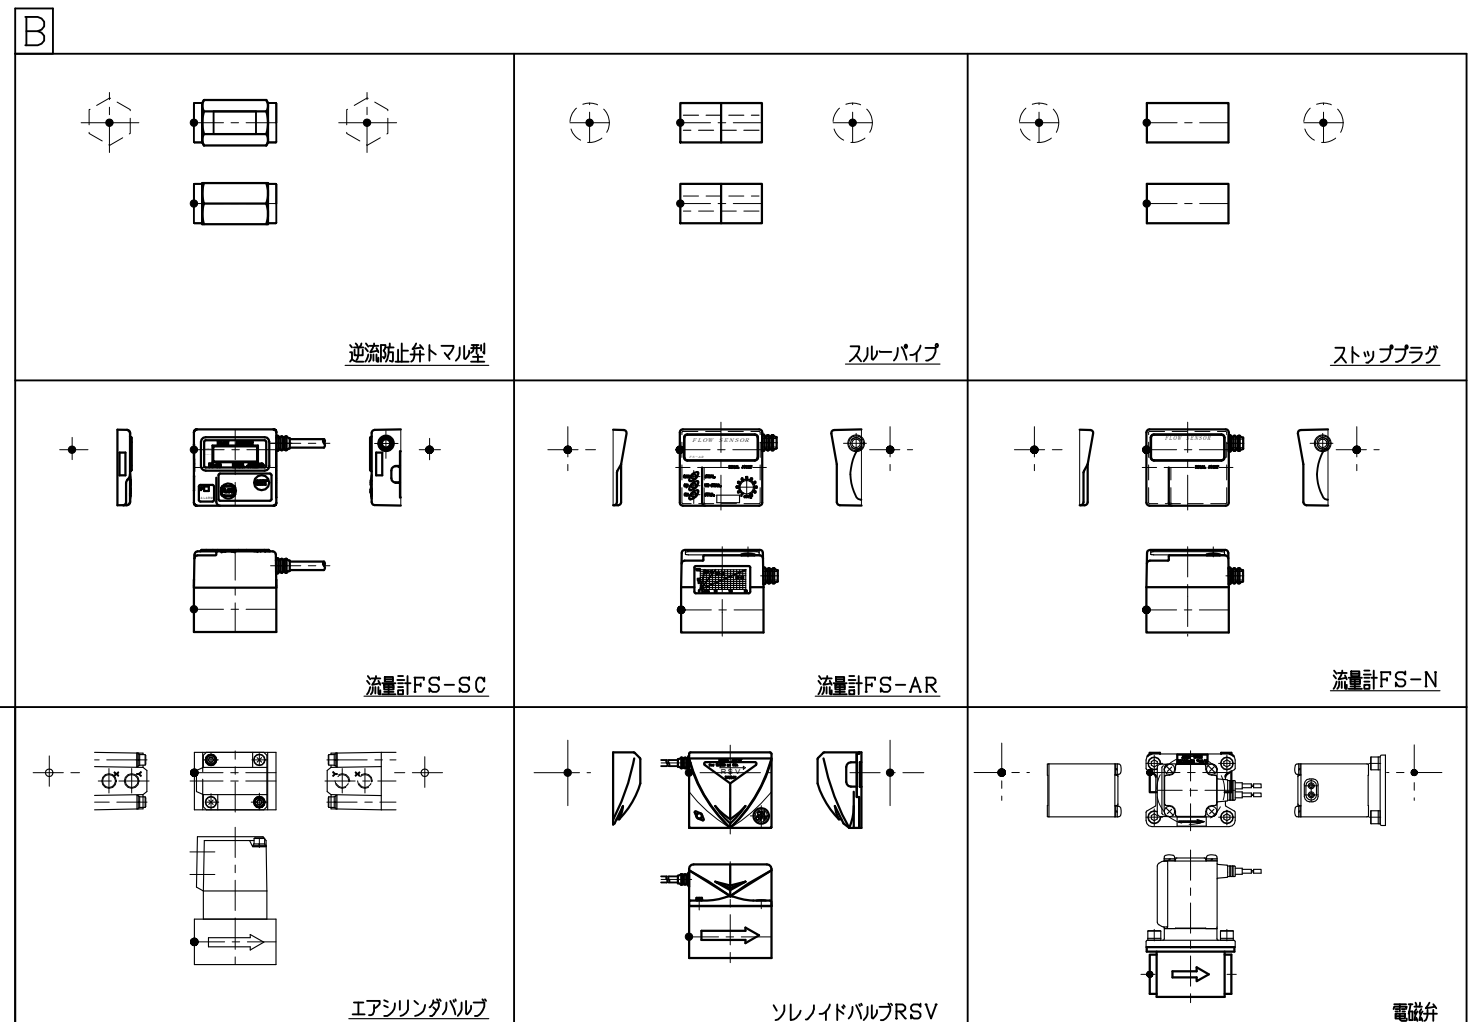 B
逆流防止弁トマル型
スルーパイプ
ストッププラグ
FLOW SENSOR
FLOW SENSOR
流量計FS-SC
流量計FS-AR
流量計FS-N
RSV
エアシリンダバルブ
ソレノイドバルブRSV
電磁弁